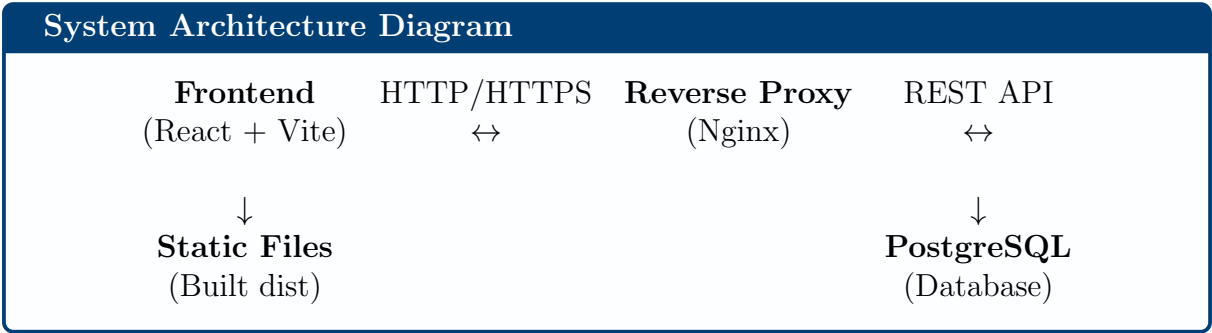 System Architecture Diagram
Frontend HTTP/HTTPS Reverse Proxy REST API
(React + Vite) ↔ (Nginx) ↔
↓ ↓
Static Files PostgreSQL
(Built dist) (Database)